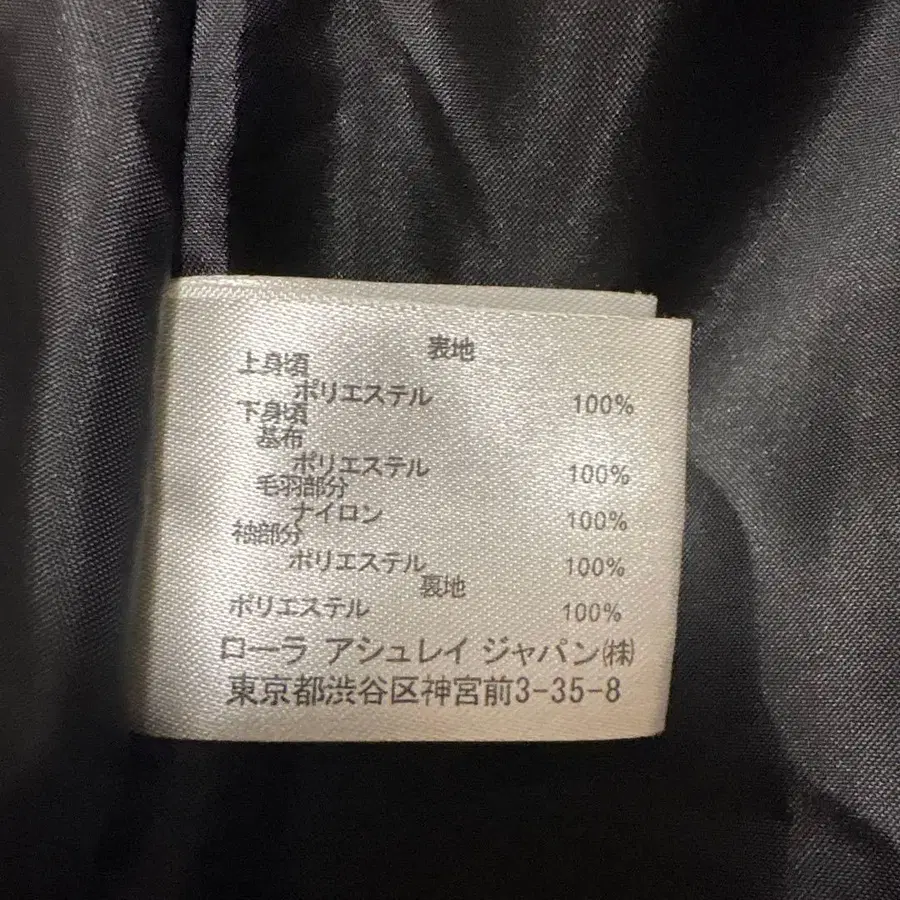 表地
上身頃
ポリエステル 100%
下身頃
基布
ポリエステル 100%
毛羽部分
ナイロン 100%
袖部分
ポリエステル 100%
裏地
ポリエステル 100%
ローラ アシュレイ ジャパン(株)
東京都渋谷区神宮前3-35-8